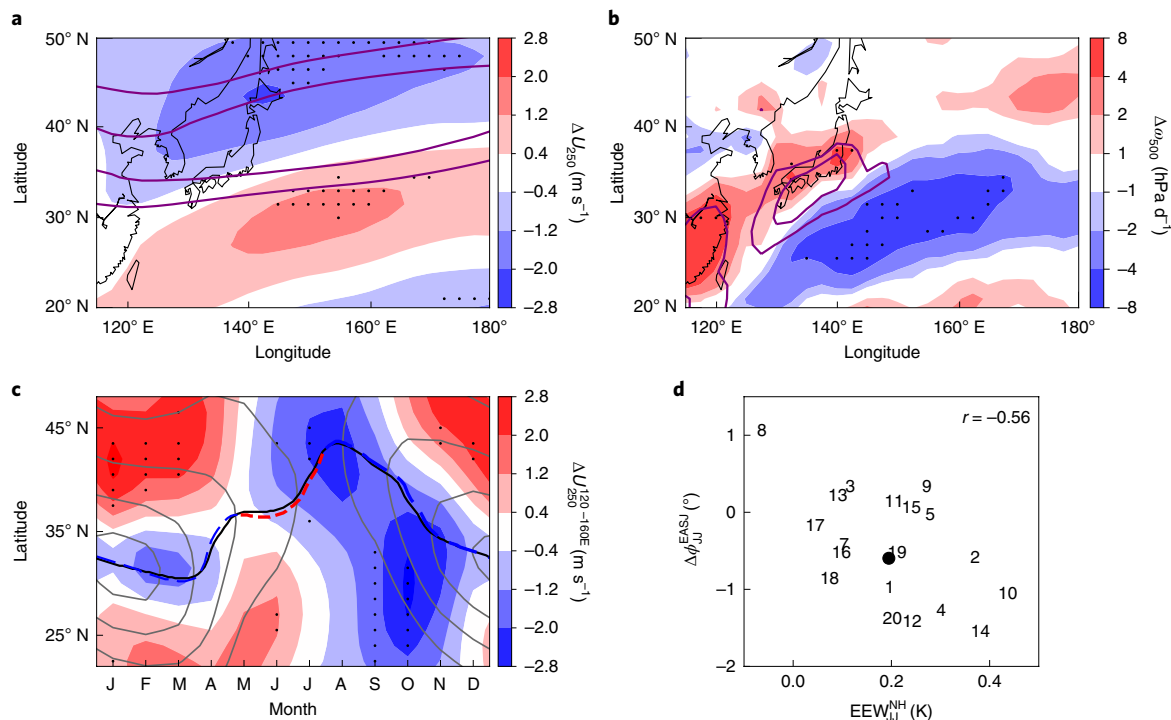 a
50° N
40° N
30° N
20° N
Latitude
120° E
140° E
160° E
180°
Longitude
2.8
2.0
1.2
0.4
−0.4
−1.2
−2.0
−2.8
ΔU250 (m s−1)
b
50° N
40° N
30° N
20° N
Latitude
120° E
140° E
160° E
180°
Longitude
8
4
2
1
−1
−2
−4
−8
Δω500 (hPa d−1)
c
45° N
35° N
25° N
Latitude
J F M A M J J A S O N D
Month
2.8
2.0
1.2
0.4
−0.4
−1.2
−2.0
−2.8
ΔU250 120−160E (m s−1)
d
r = −0.56
8
3
9
13
11
15
5
17
7
16
19
2
18
1
10
4
20
12
14
1
0
−1
−2
ΔϕJJ EASJ (°)
0.0
0.2
0.4
EEWJJ NH (K)